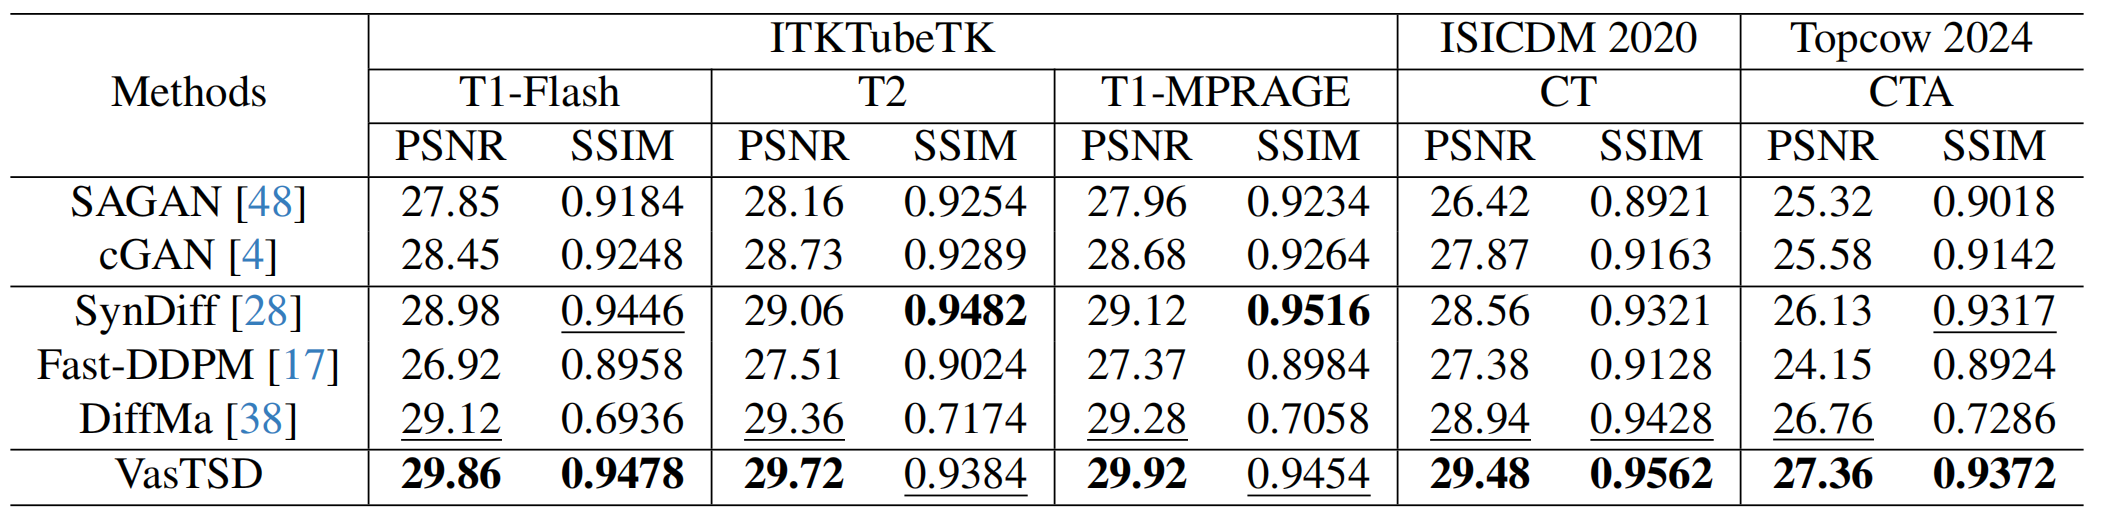 ITKTubeTK ISICDM 2020 Topcow 2024
Methods T1-Flash T2 T1-MPRAGE CT CTA
PSNR SSIM PSNR SSIM PSNR SSIM PSNR SSIM PSNR SSIM
SAGAN [48] 27.85 0.9184 28.16 0.9254 27.96 0.9234 26.42 0.8921 25.32 0.9018
cGAN [4] 28.45 0.9248 28.73 0.9289 28.68 0.9264 27.87 0.9163 25.58 0.9142
SynDiff [28] 28.98 0.9446 29.06 0.9482 29.12 0.9516 28.56 0.9321 26.13 0.9317
Fast-DDPM [17] 26.92 0.8958 27.51 0.9024 27.37 0.8984 27.38 0.9128 24.15 0.8924
DiffMa [38] 29.12 0.6936 29.36 0.7174 29.28 0.7058 28.94 0.9428 26.76 0.7286
VasTSD 29.86 0.9478 29.72 0.9384 29.92 0.9454 29.48 0.9562 27.36 0.9372